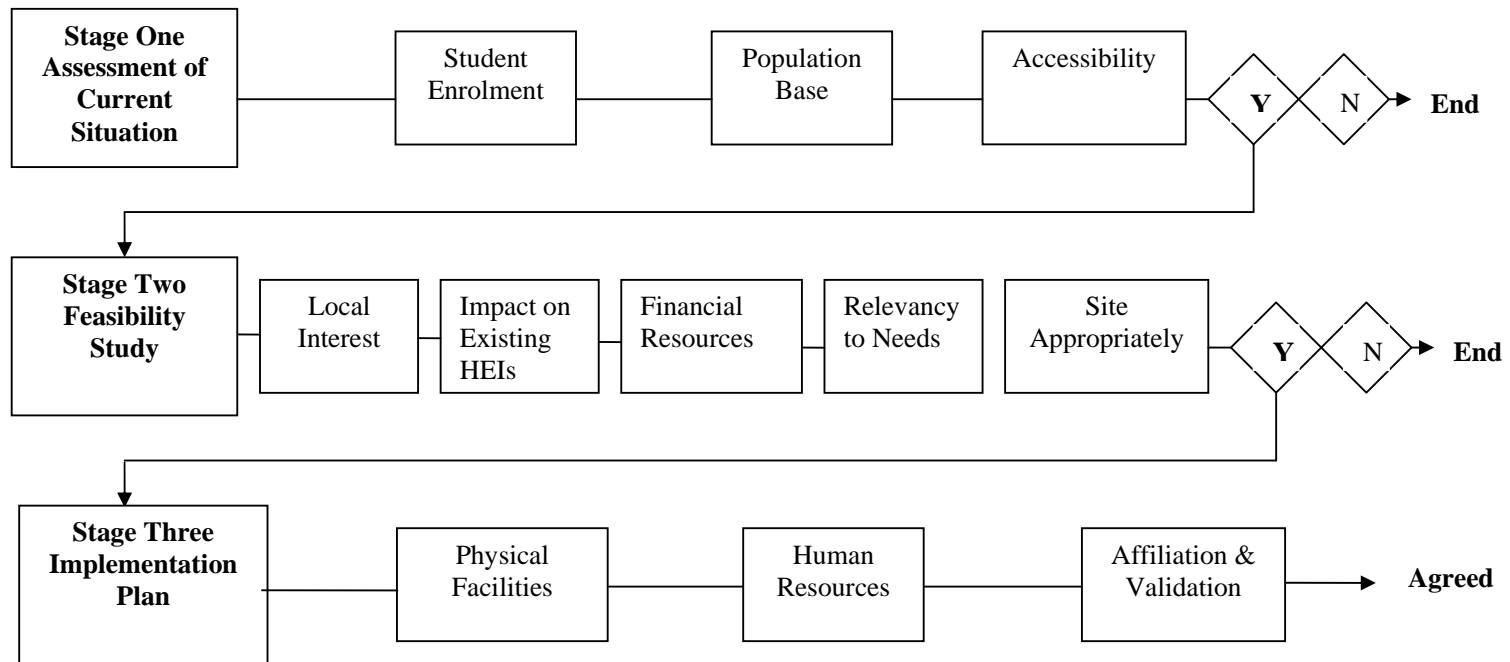 Stage One
Assessment of
Current
Situation
Student
Enrolment
Population
Base
Accessibility
Y
N
End
Stage Two
Feasibility
Study
Local
Interest
Impact on
Existing
HEIs
Financial
Resources
Relevancy
to Needs
Site
Appropriately
Y
N
End
Stage Three
Implementation
Plan
Physical
Facilities
Human
Resources
Affiliation &
Validation
Agreed